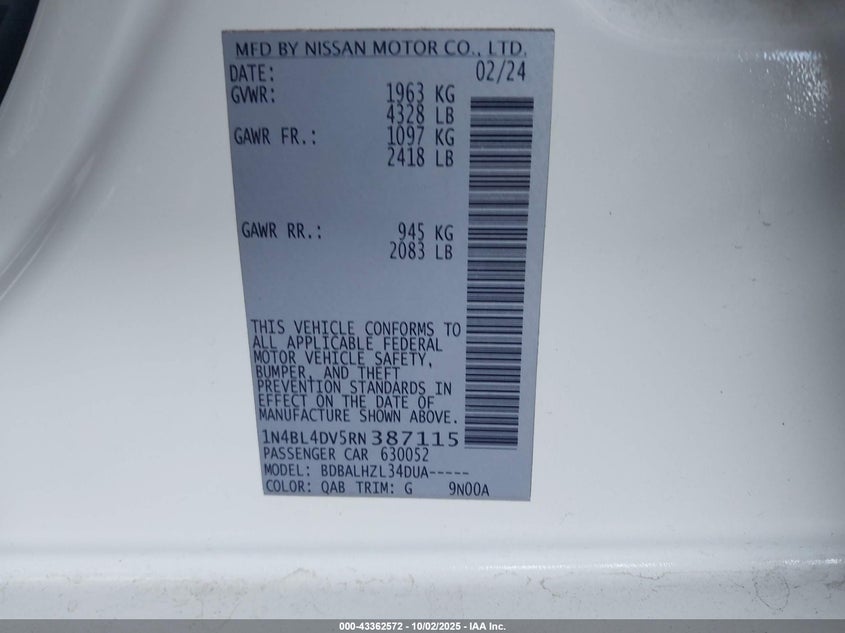 MFD BY NISSAN MOTOR CO., LTD.
DATE: 02/24
GVWR: 1963 KG
4328 LB
GAWR FR.: 1097 KG
2418 LB
GAWR RR.: 945 KG
2083 LB
THIS VEHICLE CONFORMS TO
ALL APPLICABLE FEDERAL
MOTOR VEHICLE SAFETY,
BUMPER, AND THEFT
PREVENTION STANDARDS IN
EFFECT ON THE DATE OF
MANUFACTURE SHOWN ABOVE.
1N4BL4DV5RN387115
PASSENGER CAR 630052
MODEL: BDBALHZL34DUA-----
COLOR: QAB TRIM: G 9N00A
000-43362572 - 10/02/2025 - IAA Inc.